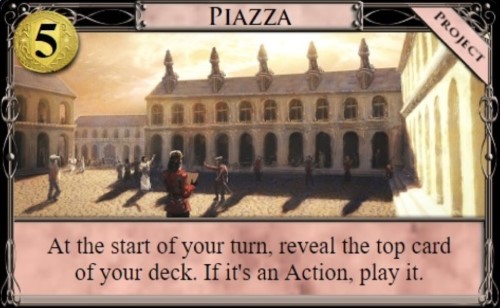 PIAZZA
5
PROJECT
At the start of your turn, reveal the top card
of your deck. If it's an Action, play it.